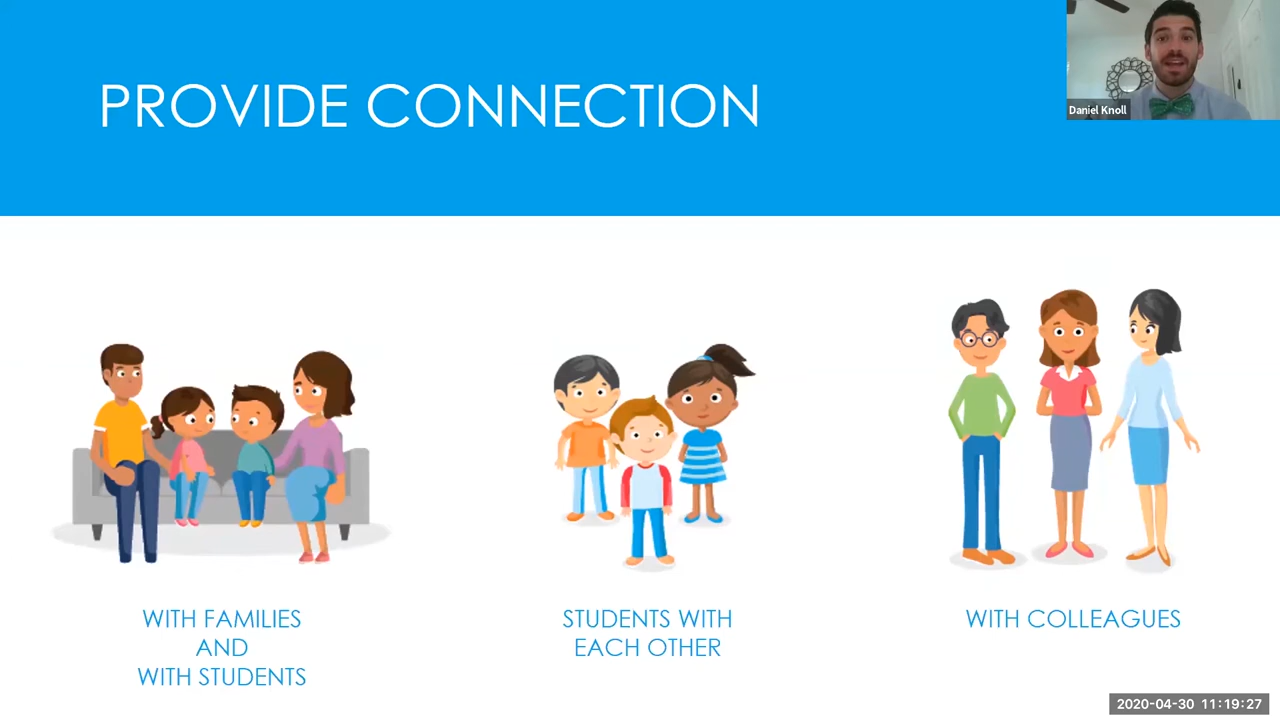 PROVIDE CONNECTION
Daniel Knoll
WITH FAMILIES
AND
WITH STUDENTS
STUDENTS WITH
EACH OTHER
WITH COLLEAGUES
2020-04-30 11:19:27